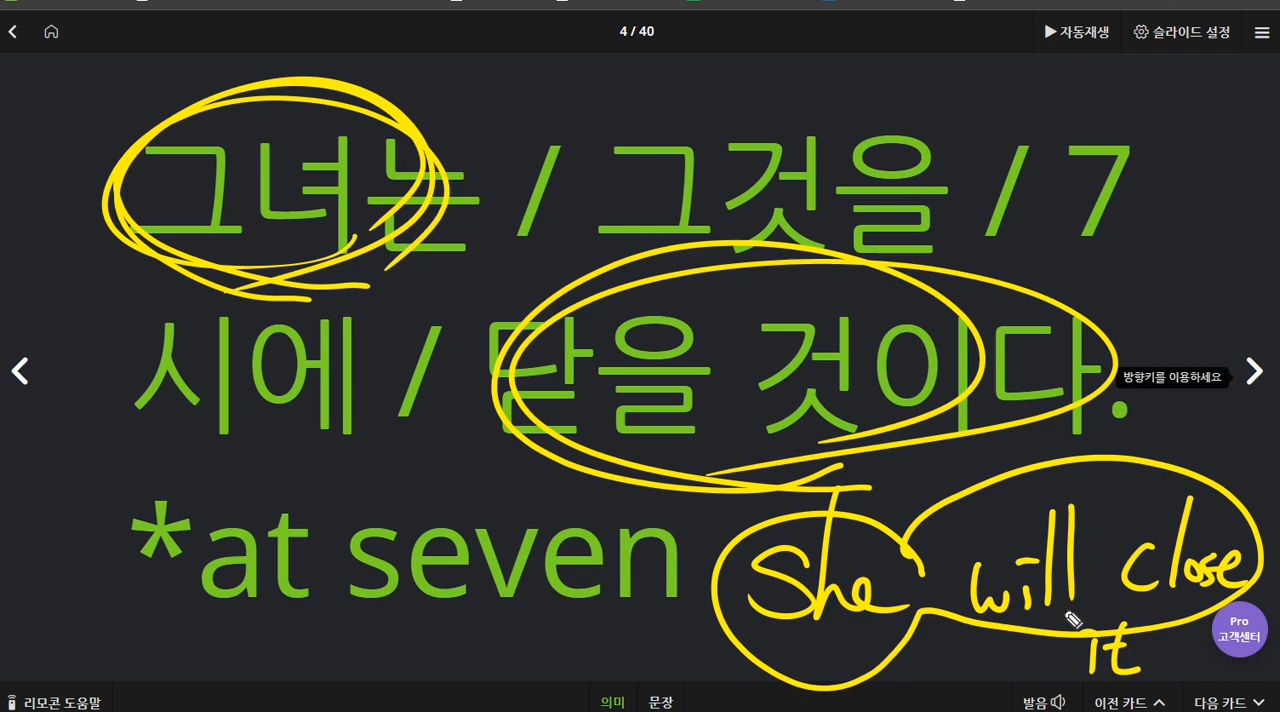 4 / 40
자동재생
슬라이드 설정
그녀는 / 그것을 / 7
시에 / 닫을 것이다.
방향키를 이용하세요
*at seven
She will close
it
Pro
고객센터
리모콘 도움말
의미
문장
발음
이전 카드
다음 카드